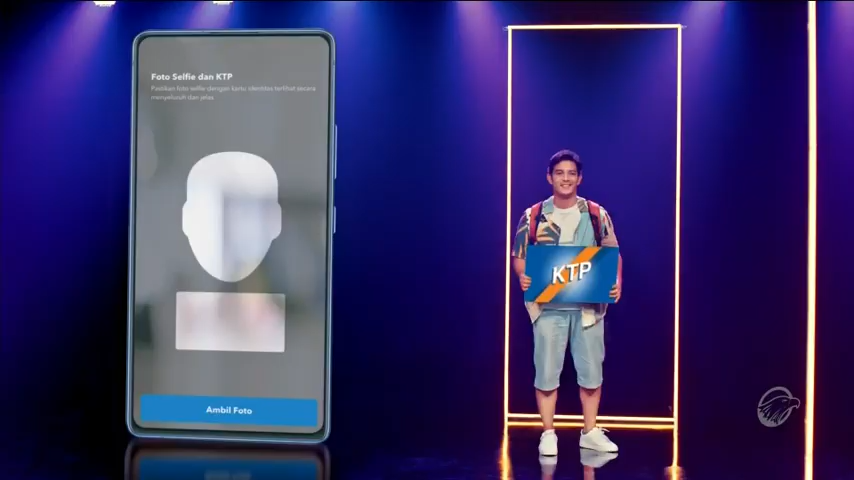 Foto Selfie dan KTP
Pastikan foto selfie dengan kartu identitas terlihat secara
menyeluruh dan jelas
Ambil Foto
KTP